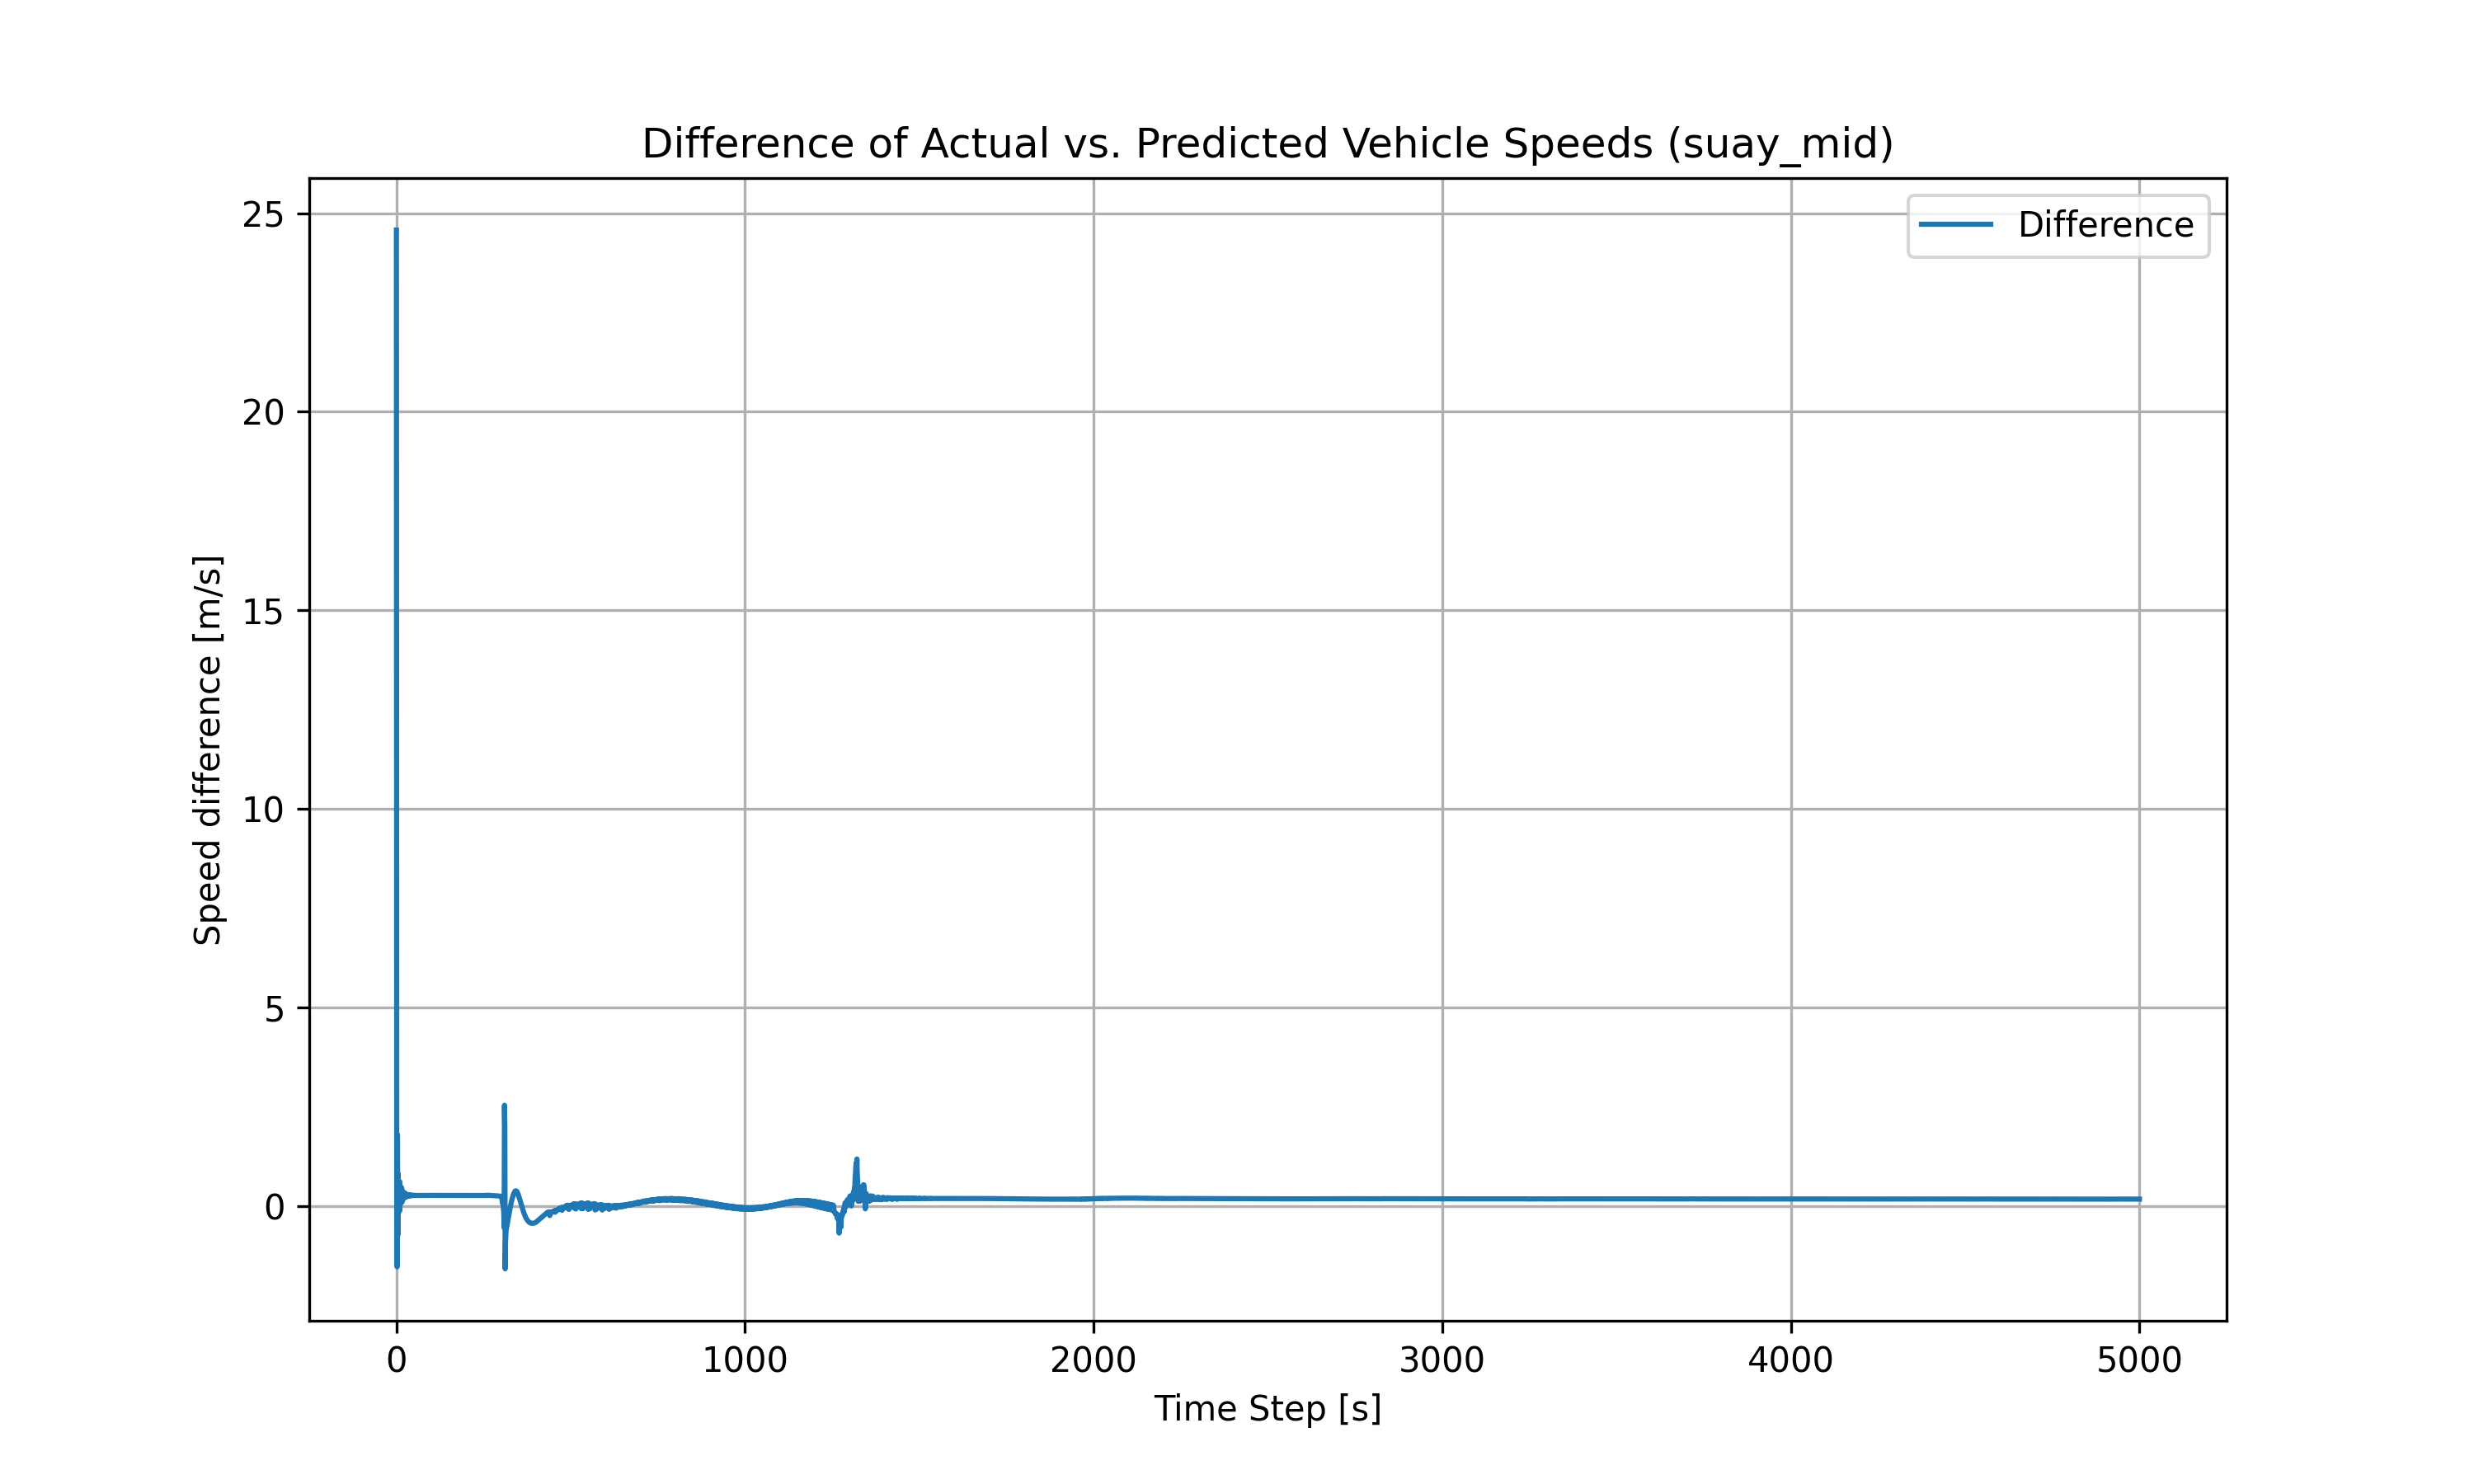 Difference of Actual vs. Predicted Vehicle Speeds (suay_mid)
Difference
25
20
15
10
5
0
Speed difference [m/s]
0 1000 2000 3000 4000 5000
Time Step [s]